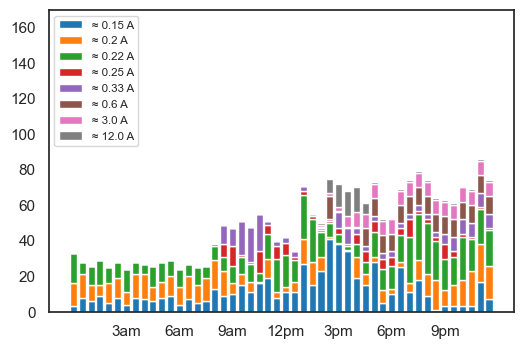 160
140
120
100
80
60
40
20
0
≈ 0.15 A
≈ 0.2 A
≈ 0.22 A
≈ 0.25 A
≈ 0.33 A
≈ 0.6 A
≈ 3.0 A
≈ 12.0 A
3am 6am 9am 12pm 3pm 6pm 9pm